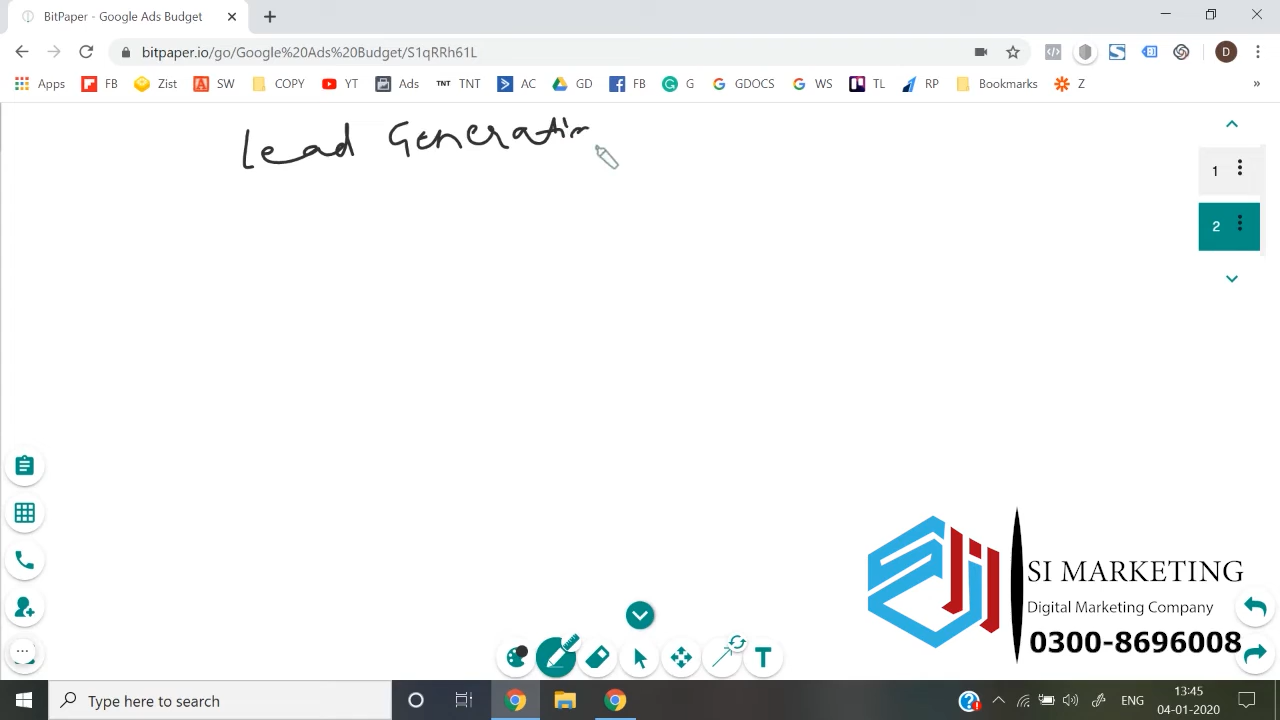 BitPaper - Google Ads Budget
bitpaper.io/go/Google%20Ads%20Budget/S1qRRh61L
D
Apps FB Zist SW COPY YT Ads TNT TNT AC GD FB G GDOCS WS TL RP Bookmarks Z »
Lead Generation
1
2
SI MARKETING
Digital Marketing Company
0300-8696008
T
Type here to search
ENG
13:45
04-01-2020